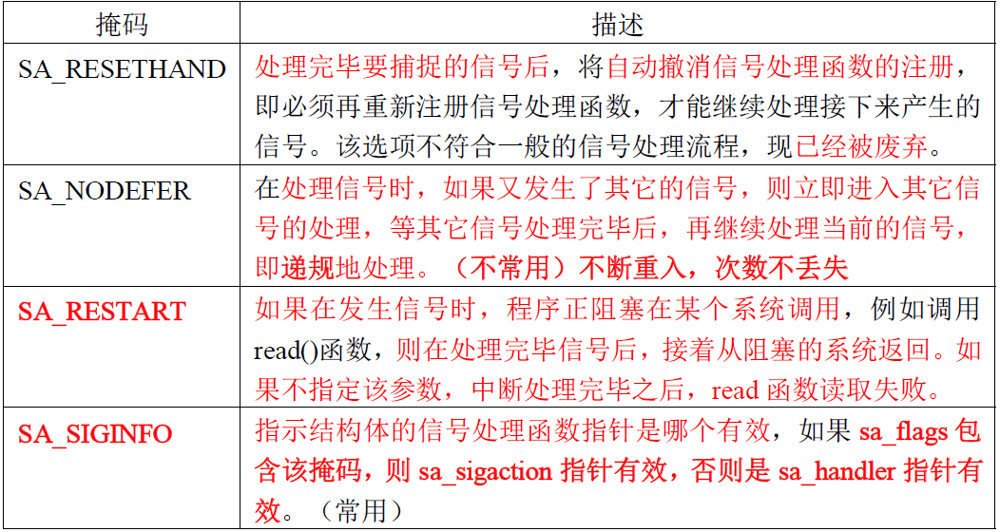 掩码 描述
SA_RESETHAND 处理完毕要捕捉的信号后，将自动撤消信号处理函数的注册，
即必须再重新注册信号处理函数，才能继续处理接下来产生的
信号。该选项不符合一般的信号处理流程，现已经被废弃。
SA_NODEFER 在处理信号时，如果又发生了其它的信号，则立即进入其它信
号的处理，等其它信号处理完毕后，再继续处理当前的信号，
即递规地处理。（不常用）不断重入，次数不丢失
SA_RESTART 如果在发生信号时，程序正阻塞在某个系统调用，例如调用
read()函数，则在处理完毕信号后，接着从阻塞的系统返回。如
果不指定该参数，中断处理完毕之后，read 函数读取失败。
SA_SIGINFO 指示结构体的信号处理函数指针是哪个有效，如果 sa_flags 包
含该掩码，则 sa_sigaction 指针有效，否则是 sa_handler 指针有
效。（常用）